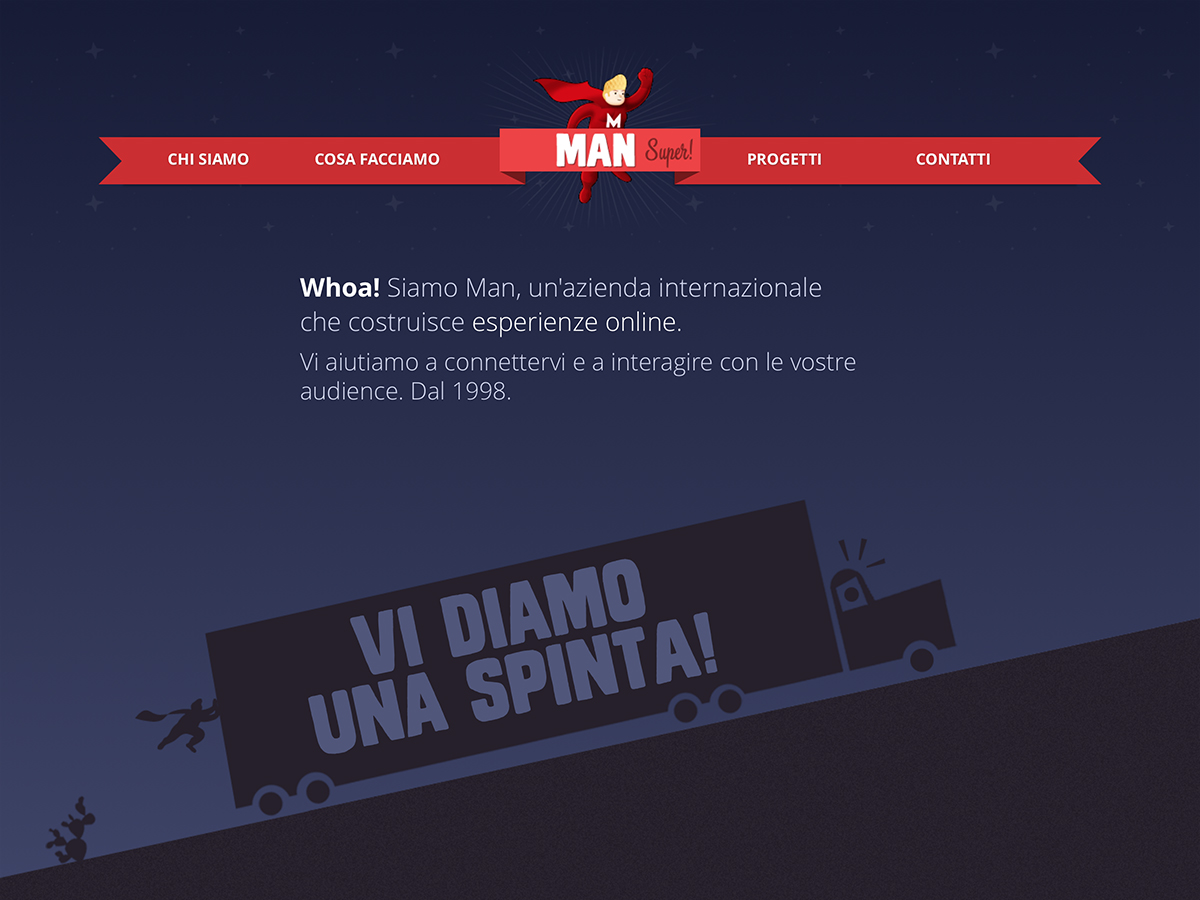 M
CHI SIAMO COSA FACCIAMO MAN Super! PROGETTI CONTATTI
Whoa! Siamo Man, un'azienda internazionale
che costruisce esperienze online.
Vi aiutiamo a connettervi e a interagire con le vostre
audience. Dal 1998.
VI DIAMO
UNA SPINTA!